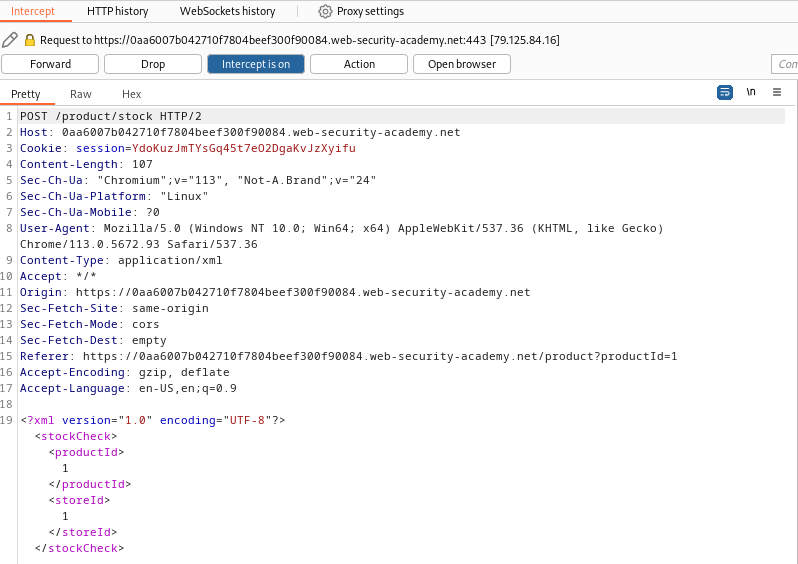 Intercept HTTP history WebSockets history Proxy settings
Request to https://0aa6007b042710f7804beef300f90084.web-security-academy.net:443 [79.125.84.16]
Forward Drop Intercept is on Action Open browser Com
Pretty Raw Hex \n
1 POST /product/stock HTTP/2
2 Host: 0aa6007b042710f7804beef300f90084.web-security-academy.net
3 Cookie: session=YdoKuzJmTYsGq45t7eO2DgaKvJzXyifu
4 Content-Length: 107
5 Sec-Ch-Ua: "Chromium";v="113", "Not-A.Brand";v="24"
6 Sec-Ch-Ua-Platform: "Linux"
7 Sec-Ch-Ua-Mobile: ?0
8 User-Agent: Mozilla/5.0 (Windows NT 10.0; Win64; x64) AppleWebKit/537.36 (KHTML, like Gecko)
Chrome/113.0.5672.93 Safari/537.36
9 Content-Type: application/xml
10 Accept: */*
11 Origin: https://0aa6007b042710f7804beef300f90084.web-security-academy.net
12 Sec-Fetch-Site: same-origin
13 Sec-Fetch-Mode: cors
14 Sec-Fetch-Dest: empty
15 Referer: https://0aa6007b042710f7804beef300f90084.web-security-academy.net/product?productId=1
16 Accept-Encoding: gzip, deflate
17 Accept-Language: en-US,en;q=0.9
18
19 <?xml version="1.0" encoding="UTF-8"?>
<stockCheck>
<productId>
1
</productId>
<storeId>
1
</storeId>
</stockCheck>